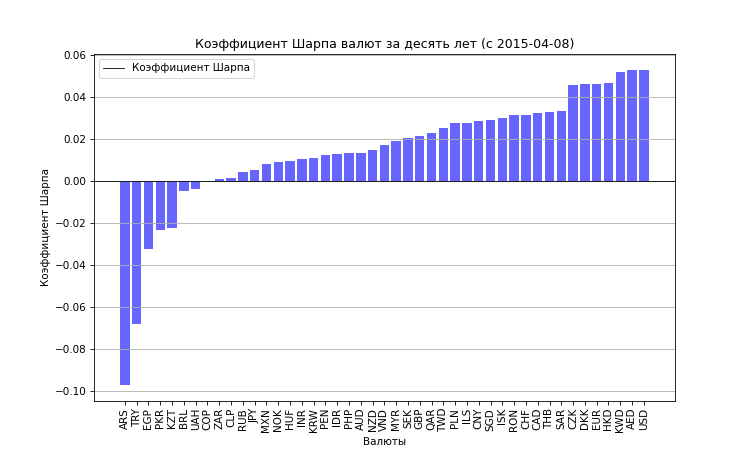 Коэффициент Шарпа валют за десять лет (с 2015-04-08)
Коэффициент Шарпа
0.06
0.04
0.02
0.00
−0.02
−0.04
−0.06
−0.08
−0.10
Коэффициент Шарпа
ARS TRY EGP PKR KZT BRL UAH COP ZAR CLP RUB JPY MXN NOK HUF INR KRW PEN IDR PHP AUD NZD VND MYR SEK GBP QAR TWD PLN ILS CNY SGD ISK RON CHF CAD THB SAR CZK DKK EUR HKD KWD AED USD
Валюты